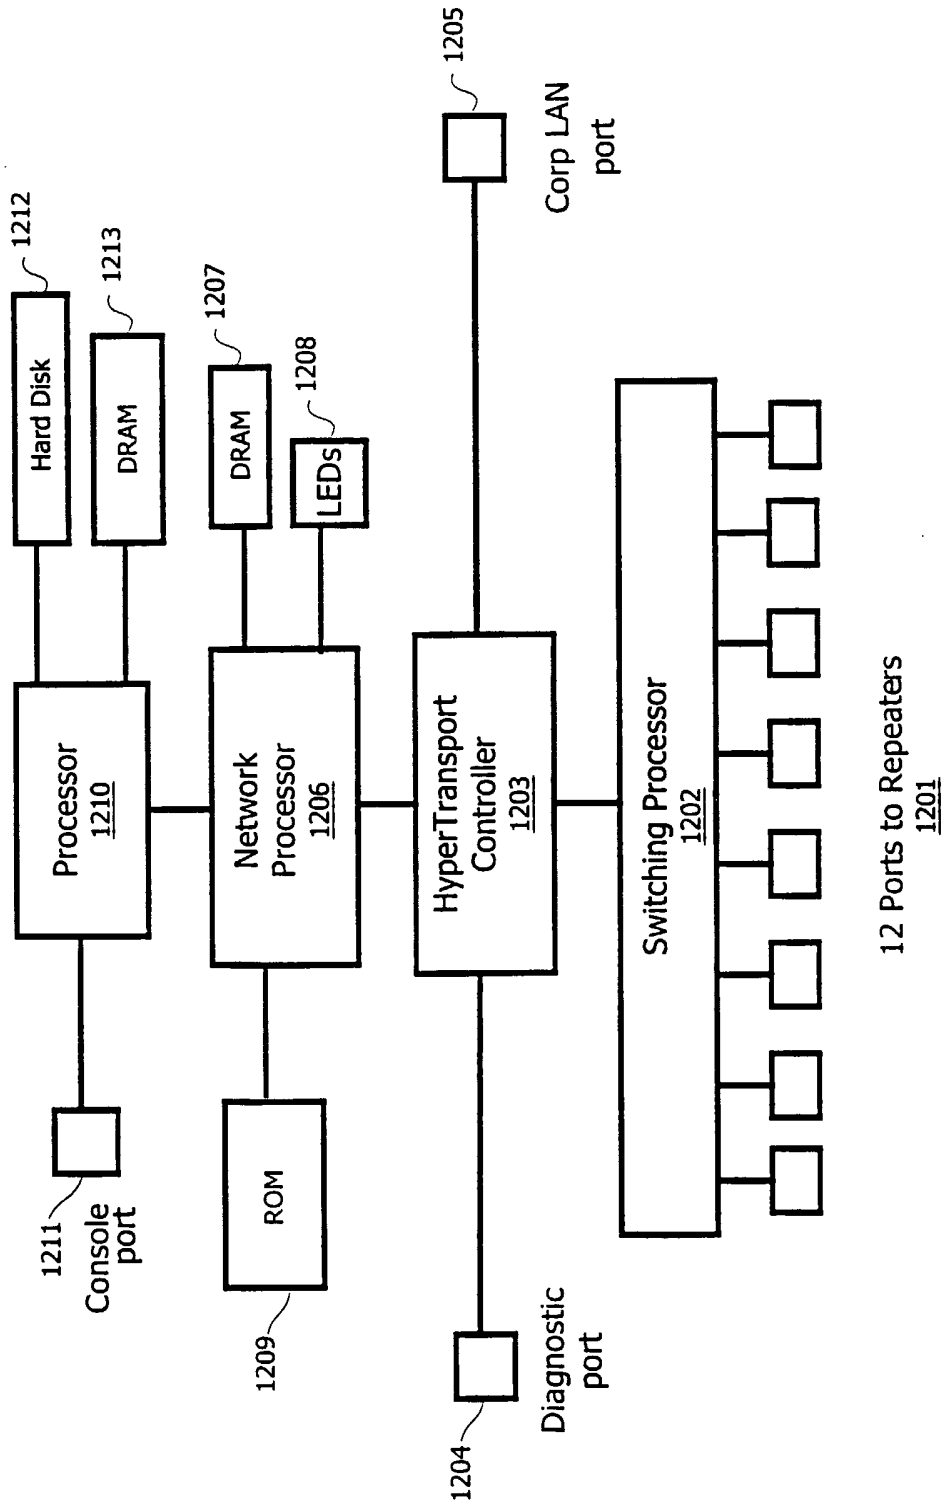 Hard Disk
1212
DRAM
1213
Processor
1210
1211
Console
port
DRAM
1207
LEDs
1208
Network
Processor
1206
ROM
1209
HyperTransport
Controller
1203
1205
Corp LAN
port
1204
Diagnostic
port
Switching Processor
1202
12 Ports to Repeaters
1201